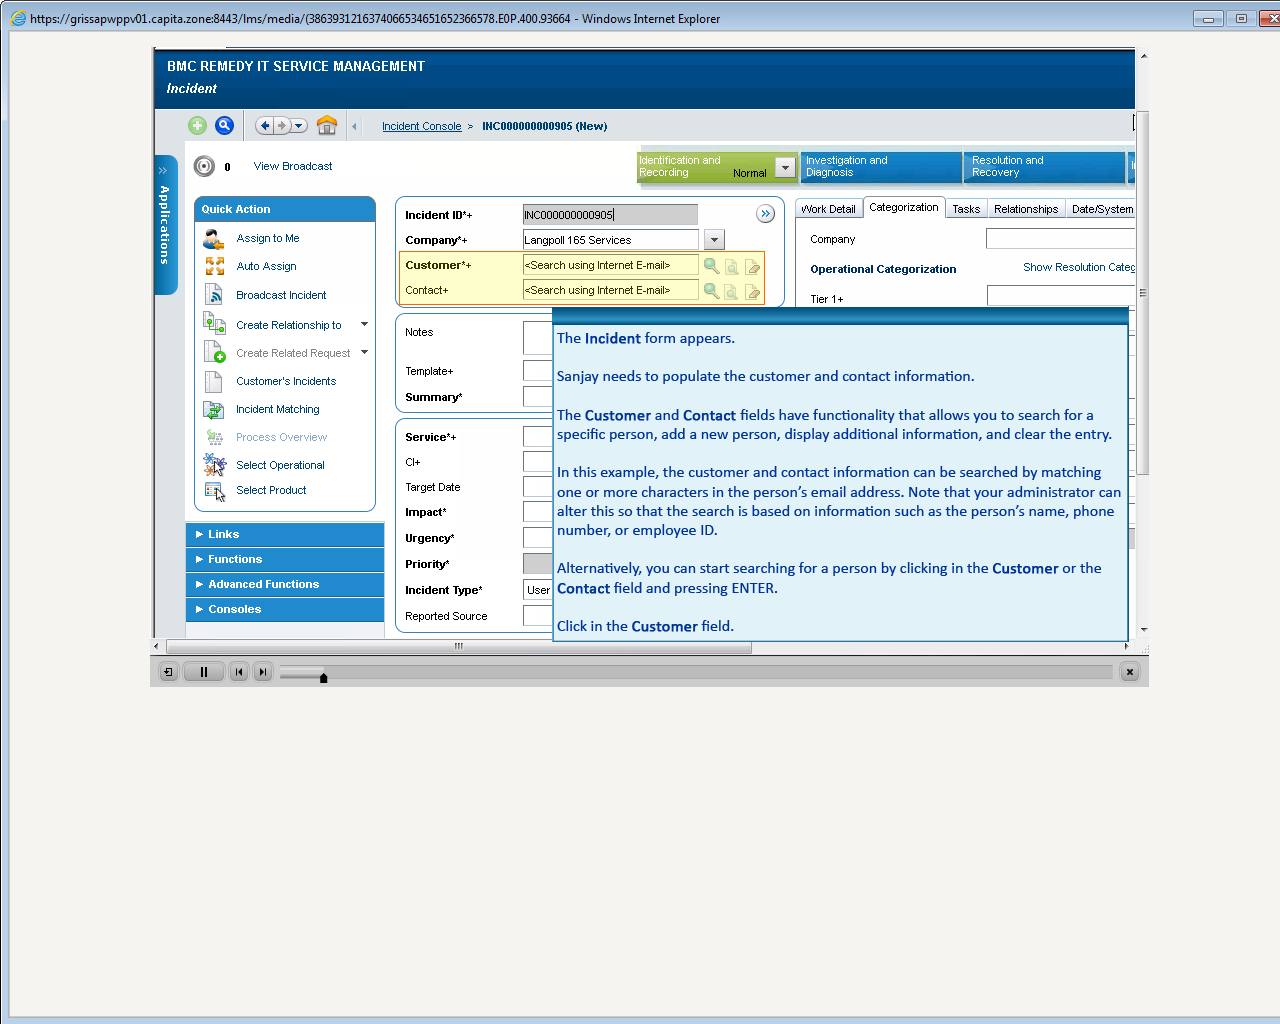 https://grissapwppv01.capita.zone:8443/lms/media/(3863931216374066534651652366578.E0P.400.93664 - Windows Internet Explorer
BMC REMEDY IT SERVICE MANAGEMENT
Incident
Incident Console > INC000000000905 (New)
Applications
0 View Broadcast
Identification and Recording Normal
Investigation and Diagnosis
Resolution and Recovery
Quick Action
Assign to Me
Auto Assign
Broadcast Incident
Create Relationship to
Create Related Request
Customer's Incidents
Incident Matching
Process Overview
Select Operational
Select Product
Links
Functions
Advanced Functions
Consoles
Incident ID*+ INC000000000905
Company*+ Langpoll 165 Services
Customer*+ <Search using Internet E-mail>
Contact+ <Search using Internet E-mail>
Notes
Template+
Summary*
Service*+
CI+
Target Date
Impact*
Urgency*
Priority*
Incident Type* User
Reported Source
Work Detail Categorization Tasks Relationships Date/System
Company
Operational Categorization Show Resolution Categ
Tier 1+
The Incident form appears.
Sanjay needs to populate the customer and contact information.
The Customer and Contact fields have functionality that allows you to search for a
specific person, add a new person, display additional information, and clear the entry.
In this example, the customer and contact information can be searched by matching
one or more characters in the person's email address. Note that your administrator can
alter this so that the search is based on information such as the person's name, phone
number, or employee ID.
Alternatively, you can start searching for a person by clicking in the Customer or the
Contact field and pressing ENTER.
Click in the Customer field.